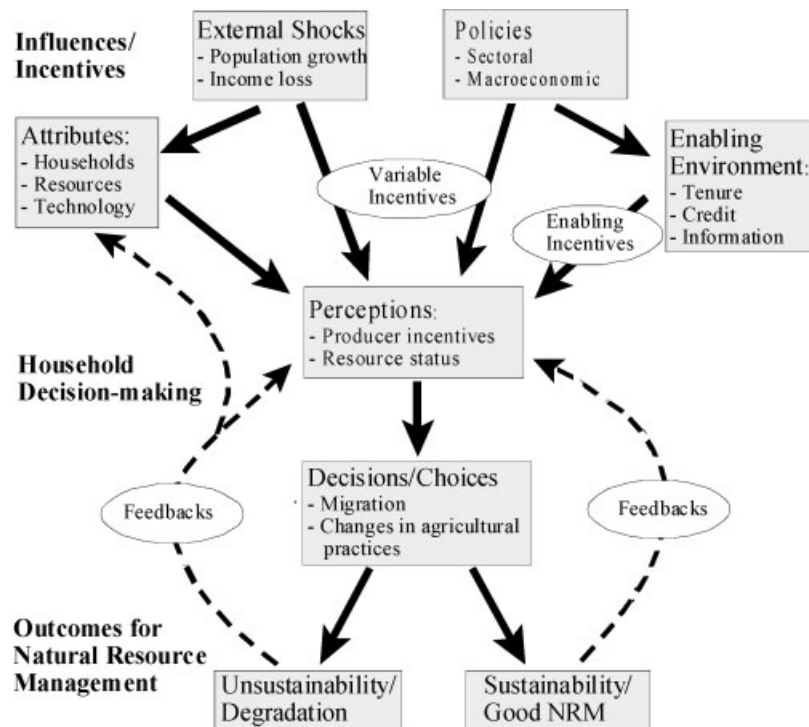 Influences/
Incentives
External Shocks
- Population growth
- Income loss
Policies
- Sectoral
- Macroeconomic
Attributes:
- Households
- Resources
- Technology
Variable
Incentives
Enabling
Incentives
Enabling
Environment:
- Tenure
- Credit
- Information
Perceptions:
- Producer incentives
- Resource status
Household
Decision-making
Decisions/Choices
- Migration
- Changes in agricultural
practices
Feedbacks
Feedbacks
Outcomes for
Natural Resource
Management
Unsustainability/
Degradation
Sustainability/
Good NRM